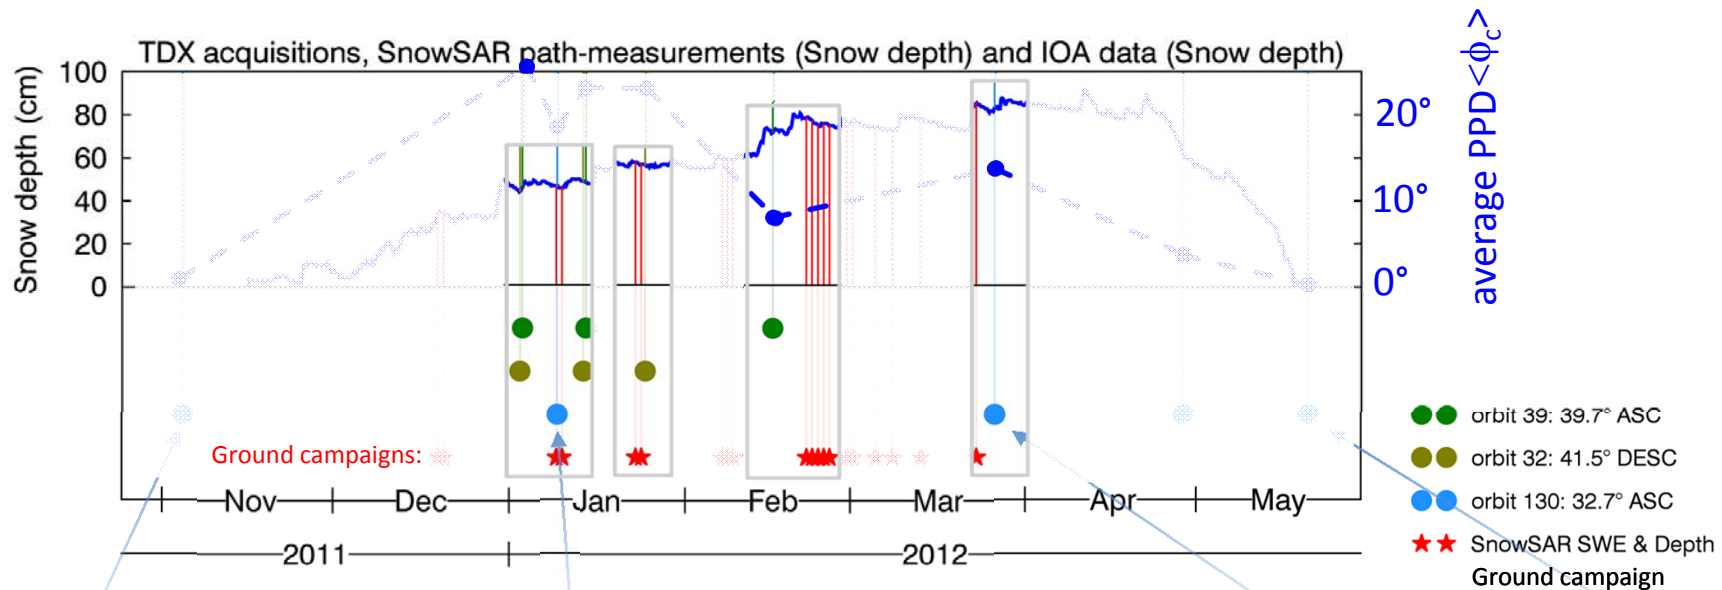 TDX acquisitions, SnowSAR path-measurements (Snow depth) and IOA data (Snow depth)
Snow depth (cm)
100
80
60
40
20
0
average PPD<ϕc>
20°
10°
0°
Ground campaigns:
orbit 39: 39.7° ASC
orbit 32: 41.5° DESC
orbit 130: 32.7° ASC
SnowSAR SWE & Depth
Ground campaign
Nov Dec Jan Feb Mar Apr May
2011 2012